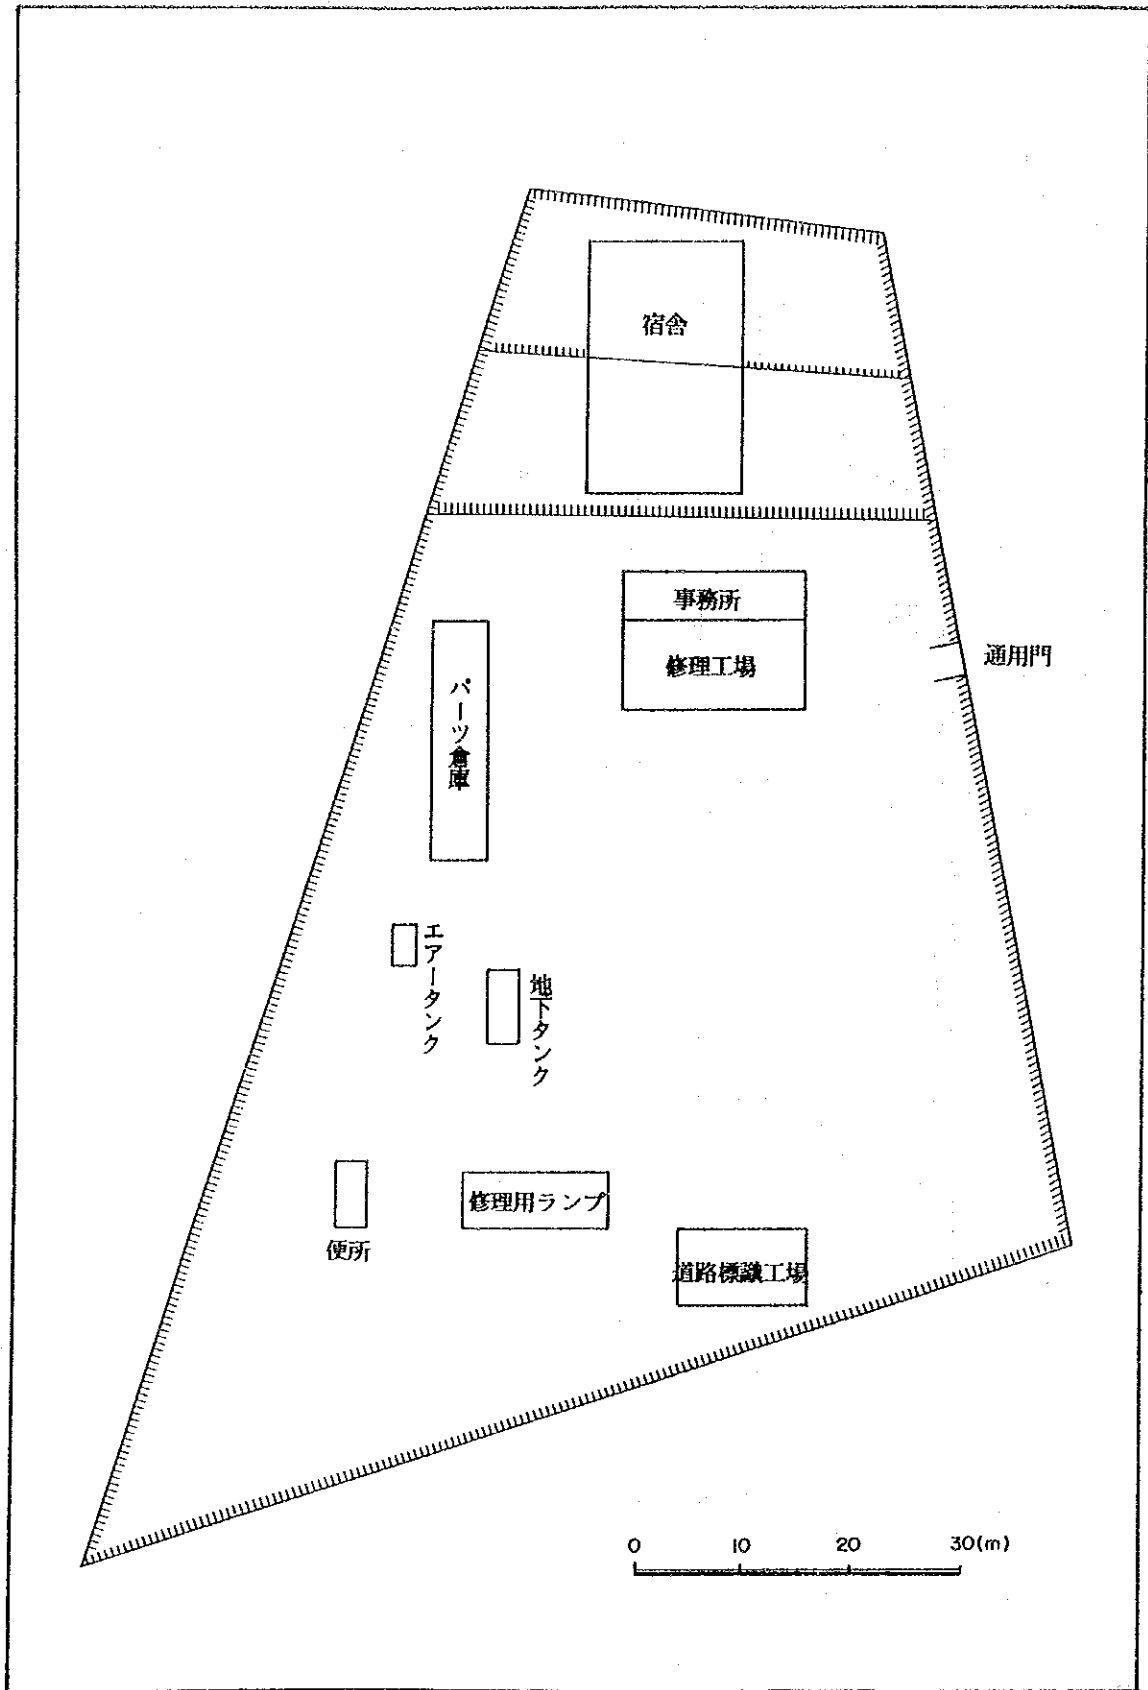 宿舎
事務所
修理工場
通用門
パーツ倉庫
エアータンク
地下タンク
便所
修理用ランプ
道路標識工場
0 10 20 30(m)